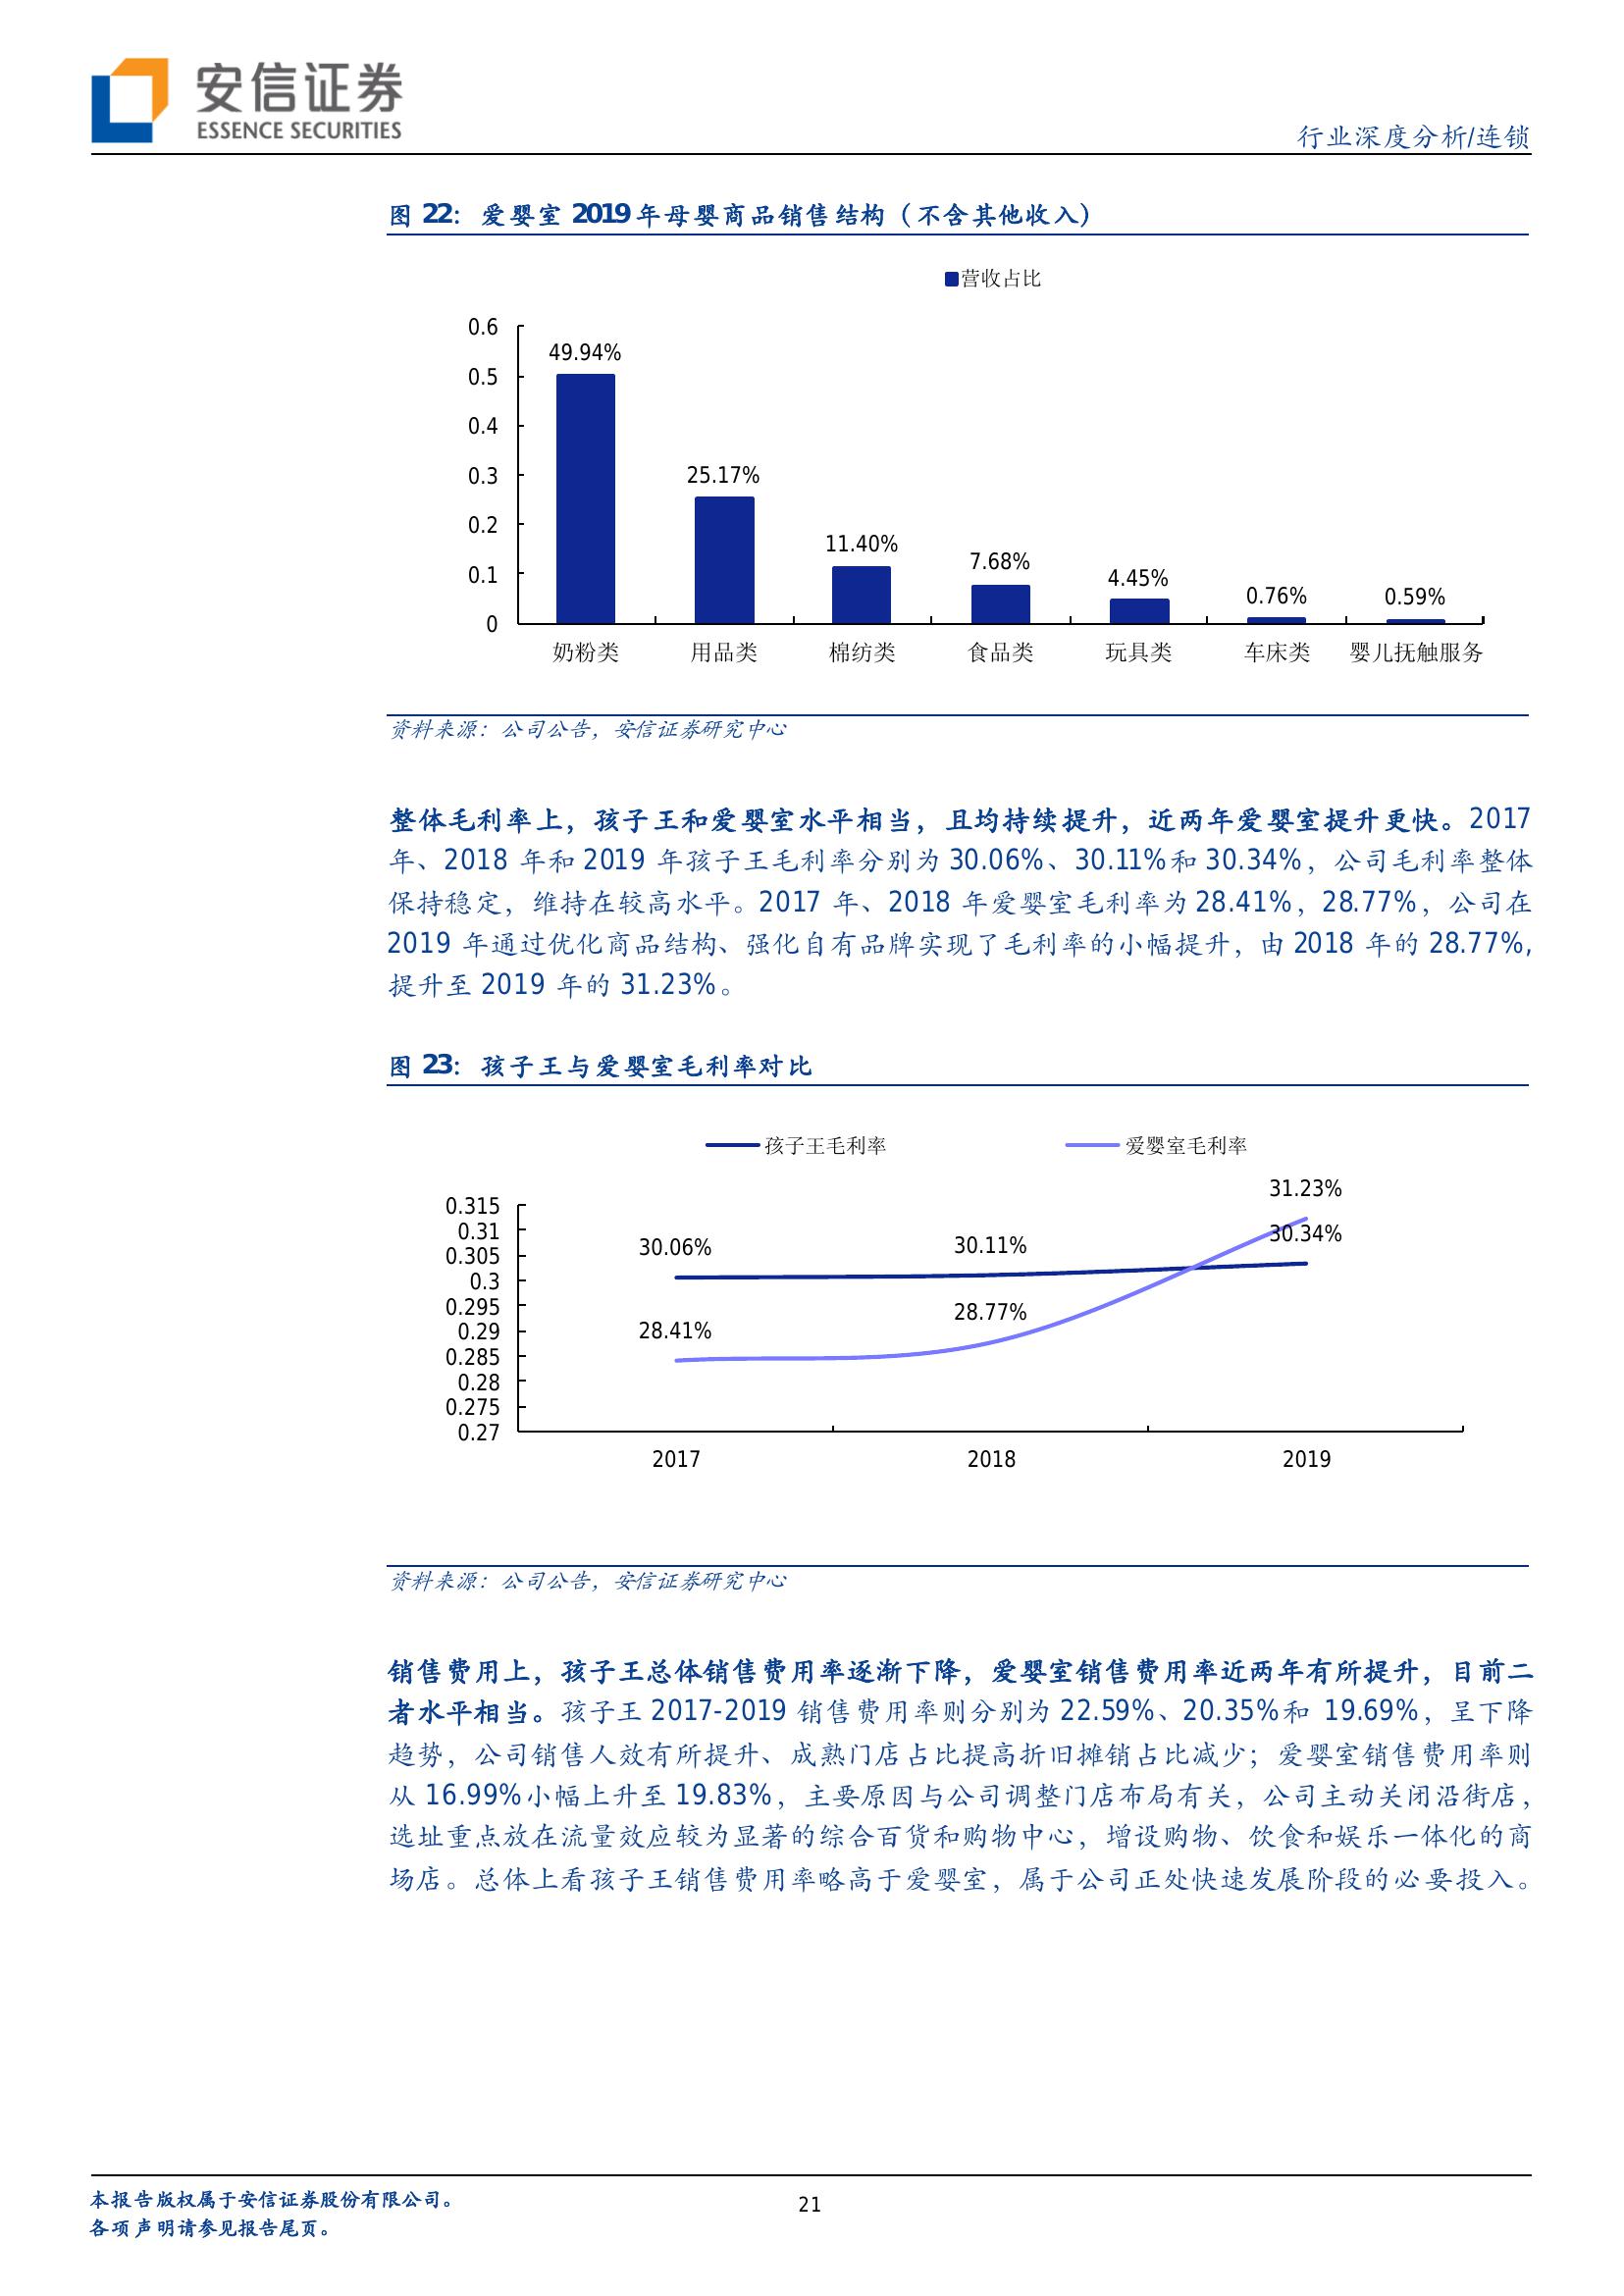 安信证券
ESSENCE SECURITIES
行业深度分析/连锁
图 22：爱婴室 2019 年母婴商品销售结构（不含其他收入）
营收占比
0.6
0.5
0.4
0.3
0.2
0.1
0
49.94%
25.17%
11.40%
7.68%
4.45%
0.76%
0.59%
奶粉类 用品类 棉纺类 食品类 玩具类 车床类 婴儿抚触服务
资料来源：公司公告，安信证券研究中心
整体毛利率上，孩子王和爱婴室水平相当，且均持续提升，近两年爱婴室提升更快。2017
年、2018 年和 2019 年孩子王毛利率分别为 30.06%、30.11%和 30.34%，公司毛利率整体
保持稳定，维持在较高水平。2017 年、2018 年爱婴室毛利率为 28.41%，28.77%，公司在
2019 年通过优化商品结构、强化自有品牌实现了毛利率的小幅提升，由 2018 年的 28.77%,
提升至 2019 年的 31.23%。
图 23：孩子王与爱婴室毛利率对比
孩子王毛利率 爱婴室毛利率
0.315
0.31
0.305
0.3
0.295
0.29
0.285
0.28
0.275
0.27
30.06%
30.11%
30.34%
28.41%
28.77%
31.23%
2017 2018 2019
资料来源：公司公告，安信证券研究中心
销售费用上，孩子王总体销售费用率逐渐下降，爱婴室销售费用率近两年有所提升，目前二
者水平相当。孩子王 2017-2019 销售费用率则分别为 22.59%、20.35%和 19.69%，呈下降
趋势，公司销售人效有所提升、成熟门店占比提高折旧摊销占比减少；爱婴室销售费用率则
从 16.99%小幅上升至 19.83%，主要原因与公司调整门店布局有关，公司主动关闭沿街店，
选址重点放在流量效应较为显著的综合百货和购物中心，增设购物、饮食和娱乐一体化的商
场店。总体上看孩子王销售费用率略高于爱婴室，属于公司正处快速发展阶段的必要投入。
本报告版权属于安信证券股份有限公司。
各项声明请参见报告尾页。
21